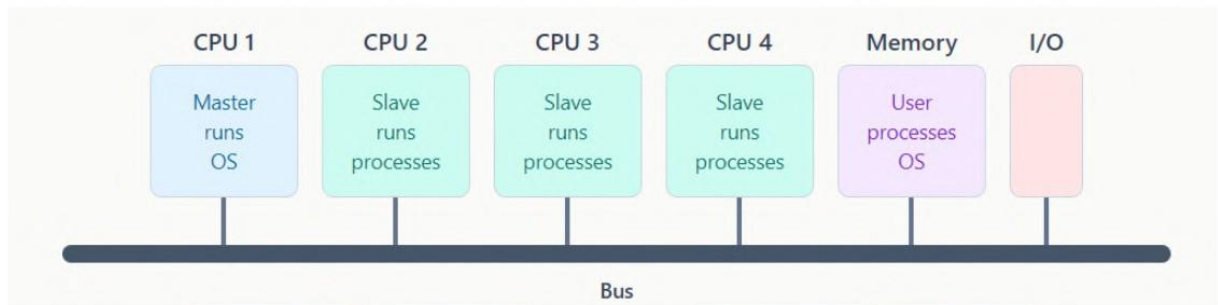 CPU 1
CPU 2
CPU 3
CPU 4
Memory
I/O
Master
runs
OS
Slave
runs
processes
Slave
runs
processes
Slave
runs
processes
User
processes
OS
Bus